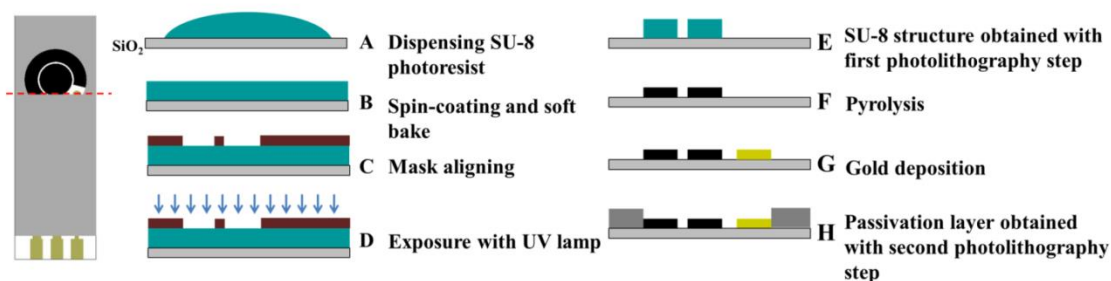 SiO₂
A Dispensing SU-8
photoresist
B Spin-coating and soft
bake
C Mask aligning
D Exposure with UV lamp
E SU-8 structure obtained with
first photolithography step
F Pyrolysis
G Gold deposition
H Passivation layer obtained
with second photolithography
step